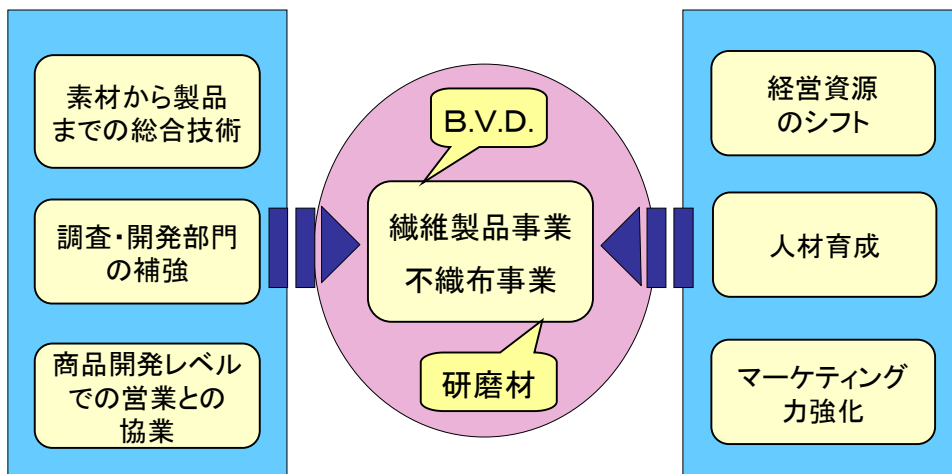 素材から製品
までの総合技術
調査・開発部門
の補強
商品開発レベル
での営業との
協業
B.V.D.
繊維製品事業
不織布事業
研磨材
経営資源
のシフト
人材育成
マーケティング
力強化